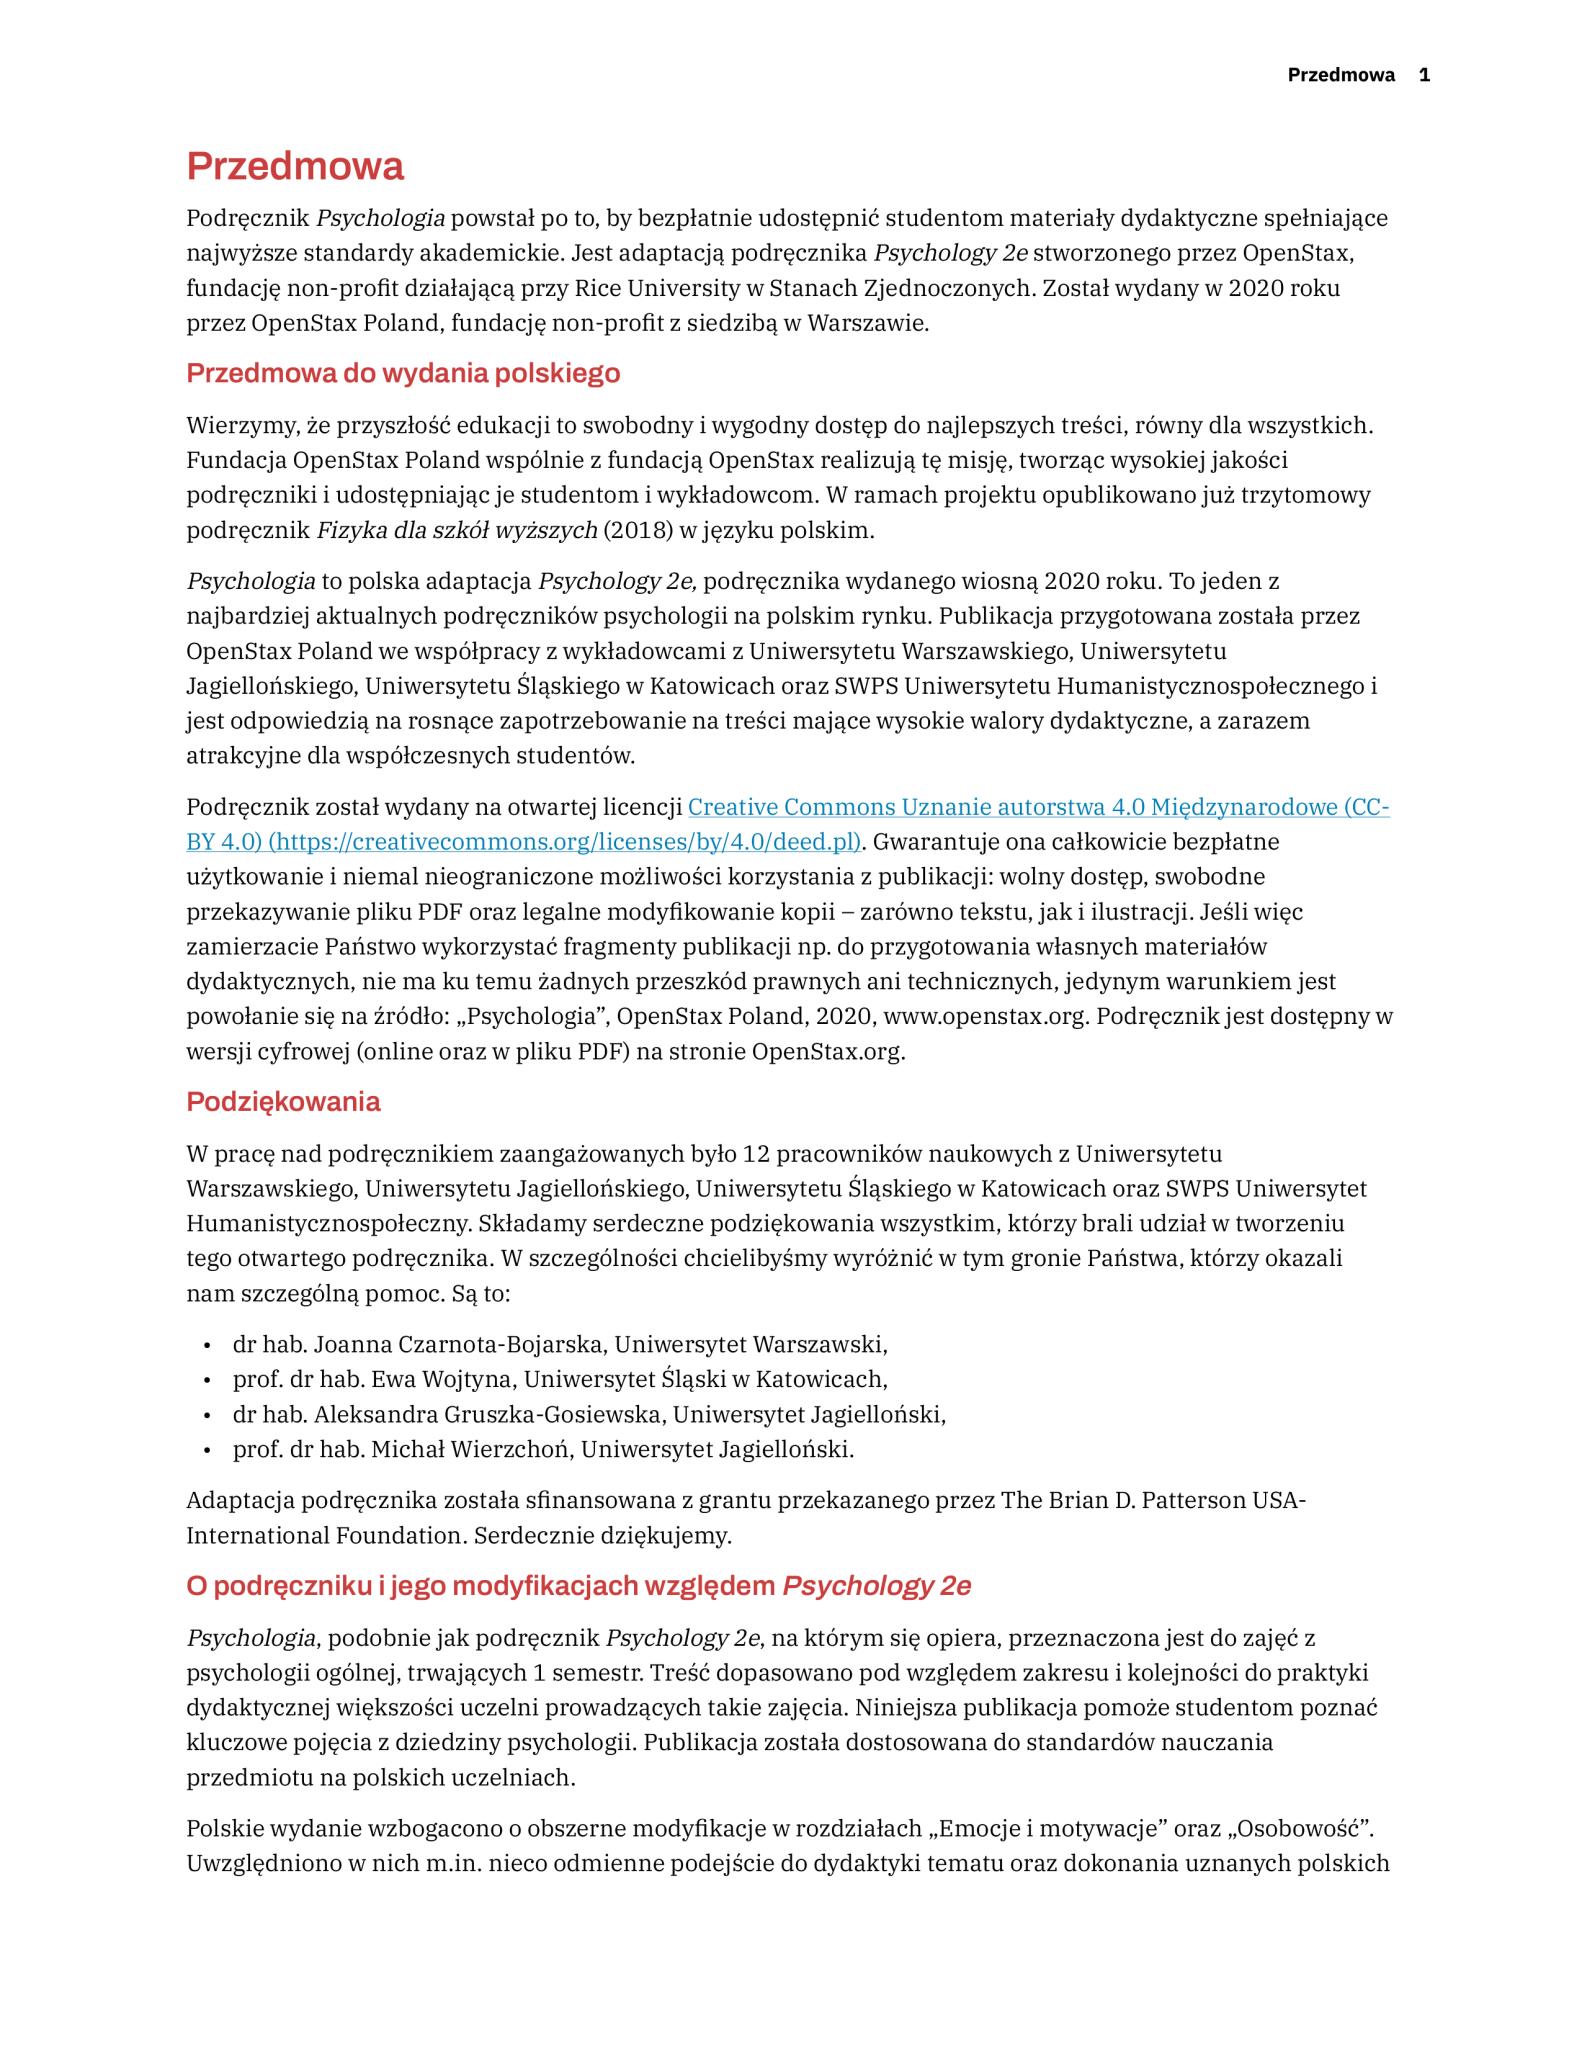 Przedmowa 1
Przedmowa
Podręcznik Psychologia powstał po to, by bezpłatnie udostępnić studentom materiały dydaktyczne spełniające
najwyższe standardy akademickie. Jest adaptacją podręcznika Psychology 2e stworzonego przez OpenStax,
fundację non-profit działającą przy Rice University w Stanach Zjednoczonych. Został wydany w 2020 roku
przez OpenStax Poland, fundację non-profit z siedzibą w Warszawie.
Przedmowa do wydania polskiego
Wierzymy, że przyszłość edukacji to swobodny i wygodny dostęp do najlepszych treści, równy dla wszystkich.
Fundacja OpenStax Poland wspólnie z fundacją OpenStax realizują tę misję, tworząc wysokiej jakości
podręczniki i udostępniając je studentom i wykładowcom. W ramach projektu opublikowano już trzytomowy
podręcznik Fizyka dla szkół wyższych (2018) w języku polskim.
Psychologia to polska adaptacja Psychology 2e, podręcznika wydanego wiosną 2020 roku. To jeden z
najbardziej aktualnych podręczników psychologii na polskim rynku. Publikacja przygotowana została przez
OpenStax Poland we współpracy z wykładowcami z Uniwersytetu Warszawskiego, Uniwersytetu
Jagiellońskiego, Uniwersytetu Śląskiego w Katowicach oraz SWPS Uniwersytetu Humanistycznospołecznego i
jest odpowiedzią na rosnące zapotrzebowanie na treści mające wysokie walory dydaktyczne, a zarazem
atrakcyjne dla współczesnych studentów.
Podręcznik został wydany na otwartej licencji Creative Commons Uznanie autorstwa 4.0 Międzynarodowe (CC-
BY 4.0) (https://creativecommons.org/licenses/by/4.0/deed.pl). Gwarantuje ona całkowicie bezpłatne
użytkowanie i niemal nieograniczone możliwości korzystania z publikacji: wolny dostęp, swobodne
przekazywanie pliku PDF oraz legalne modyfikowanie kopii – zarówno tekstu, jak i ilustracji. Jeśli więc
zamierzacie Państwo wykorzystać fragmenty publikacji np. do przygotowania własnych materiałów
dydaktycznych, nie ma ku temu żadnych przeszkód prawnych ani technicznych, jedynym warunkiem jest
powołanie się na źródło: „Psychologia”, OpenStax Poland, 2020, www.openstax.org. Podręcznik jest dostępny w
wersji cyfrowej (online oraz w pliku PDF) na stronie OpenStax.org.
Podziękowania
W pracę nad podręcznikiem zaangażowanych było 12 pracowników naukowych z Uniwersytetu
Warszawskiego, Uniwersytetu Jagiellońskiego, Uniwersytetu Śląskiego w Katowicach oraz SWPS Uniwersytet
Humanistycznospołeczny. Składamy serdeczne podziękowania wszystkim, którzy brali udział w tworzeniu
tego otwartego podręcznika. W szczególności chcielibyśmy wyróżnić w tym gronie Państwa, którzy okazali
nam szczególną pomoc. Są to:
• dr hab. Joanna Czarnota-Bojarska, Uniwersytet Warszawski,
• prof. dr hab. Ewa Wojtyna, Uniwersytet Śląski w Katowicach,
• dr hab. Aleksandra Gruszka-Gosiewska, Uniwersytet Jagielloński,
• prof. dr hab. Michał Wierzchoń, Uniwersytet Jagielloński.
Adaptacja podręcznika została sfinansowana z grantu przekazanego przez The Brian D. Patterson USA-
International Foundation. Serdecznie dziękujemy.
O podręczniku i jego modyfikacjach względem Psychology 2e
Psychologia, podobnie jak podręcznik Psychology 2e, na którym się opiera, przeznaczona jest do zajęć z
psychologii ogólnej, trwających 1 semestr. Treść dopasowano pod względem zakresu i kolejności do praktyki
dydaktycznej większości uczelni prowadzących takie zajęcia. Niniejsza publikacja pomoże studentom poznać
kluczowe pojęcia z dziedziny psychologii. Publikacja została dostosowana do standardów nauczania
przedmiotu na polskich uczelniach.
Polskie wydanie wzbogacono o obszerne modyfikacje w rozdziałach „Emocje i motywacje” oraz „Osobowość”.
Uwzględniono w nich m.in. nieco odmienne podejście do dydaktyki tematu oraz dokonania uznanych polskich